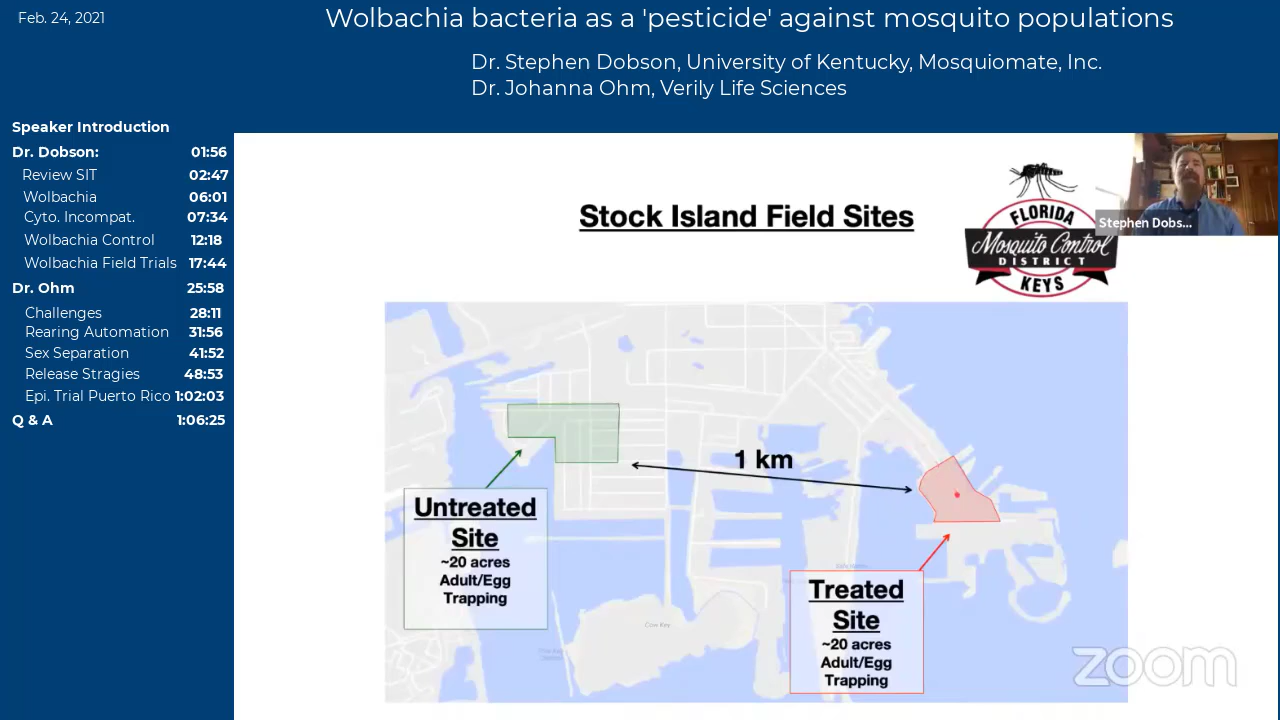 Feb. 24, 2021
Wolbachia bacteria as a 'pesticide' against mosquito populations
Dr. Stephen Dobson, University of Kentucky, Mosquiomate, Inc.
Dr. Johanna Ohm, Verily Life Sciences
Speaker Introduction
Dr. Dobson: 01:56
Review SIT 02:47
Wolbachia 06:01
Cyto. Incompat. 07:34
Wolbachia Control 12:18
Wolbachia Field Trials 17:44
Dr. Ohm 25:58
Challenges 28:11
Rearing Automation 31:56
Sex Separation 41:52
Release Stragies 48:53
Epi. Trial Puerto Rico 1:02:03
Q & A 1:06:25
Stock Island Field Sites
FLORIDA
Mosquito Control
DISTRICT
KEYS
Stephen Dobs...
1 km
Untreated
Site
~20 acres
Adult/Egg
Trapping
Treated
Site
~20 acres
Adult/Egg
Trapping
Cow Key
zoom